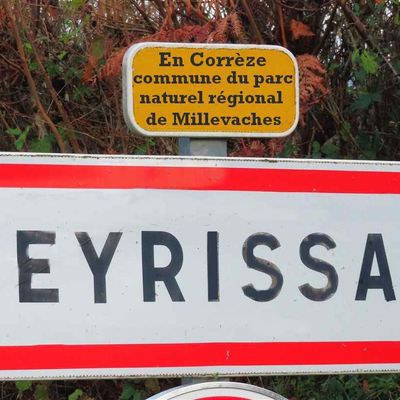 En Corrèze
commune du parc
naturel régional
de Millevaches
EYRISSA